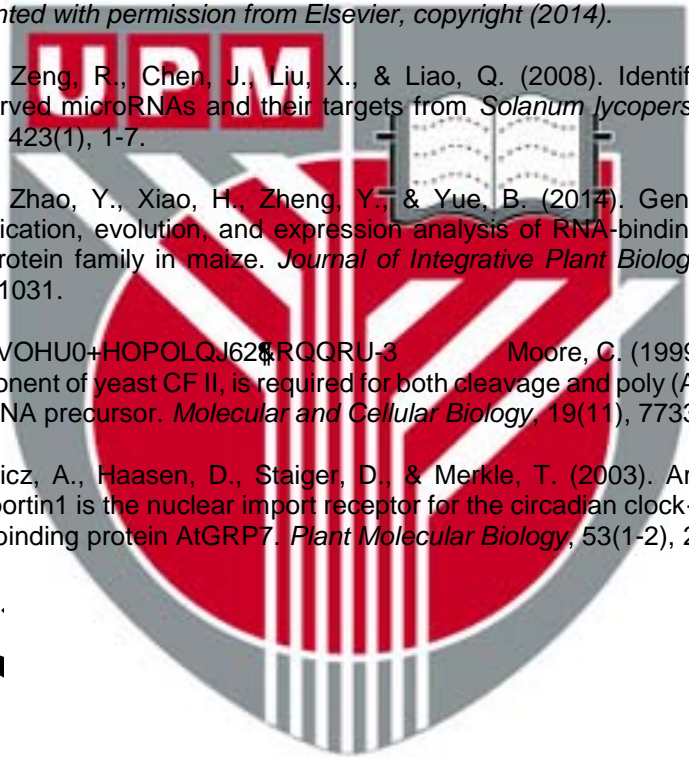 nted with permission from Elsevier, copyright (2014).
UPM
Zeng, R., Chen, J., Liu, X., & Liao, Q. (2008). Identif
rved microRNAs and their targets from Solanum lycopers
423(1), 1-7.
Zhao, Y., Xiao, H., Zheng, Y., & Yue, B. (2014). Gen
ication, evolution, and expression analysis of RNA-bindin
rotein family in maize. Journal of Integrative Plant Biolog
1031.
VOHU0+HOPOLQJ62&RQQRU-3 Moore, C. (1999
onent of yeast CF II, is required for both cleavage and poly (A
NA precursor. Molecular and Cellular Biology, 19(11), 7733
icz, A., Haasen, D., Staiger, D., & Merkle, T. (2003). Ar
portin1 is the nuclear import receptor for the circadian clock-
binding protein AtGRP7. Plant Molecular Biology, 53(1-2), 2